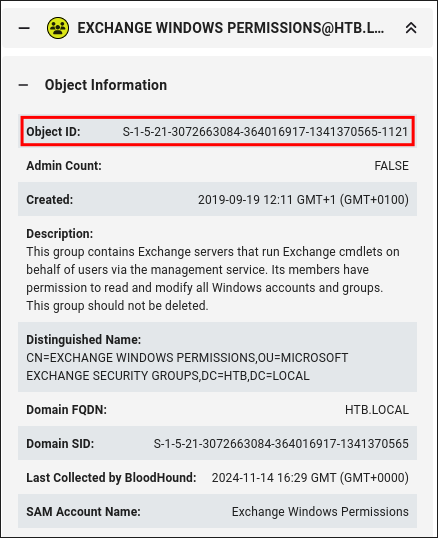 EXCHANGE WINDOWS PERMISSIONS@HTB.L...
Object Information
Object ID: S-1-5-21-3072663084-364016917-1341370565-1121
Admin Count: FALSE
Created: 2019-09-19 12:11 GMT+1 (GMT+0100)
Description:
This group contains Exchange servers that run Exchange cmdlets on
behalf of users via the management service. Its members have
permission to read and modify all Windows accounts and groups.
This group should not be deleted.
Distinguished Name:
CN=EXCHANGE WINDOWS PERMISSIONS,OU=MICROSOFT
EXCHANGE SECURITY GROUPS,DC=HTB,DC=LOCAL
Domain FQDN: HTB.LOCAL
Domain SID: S-1-5-21-3072663084-364016917-1341370565
Last Collected by BloodHound: 2024-11-14 16:29 GMT (GMT+0000)
SAM Account Name: Exchange Windows Permissions